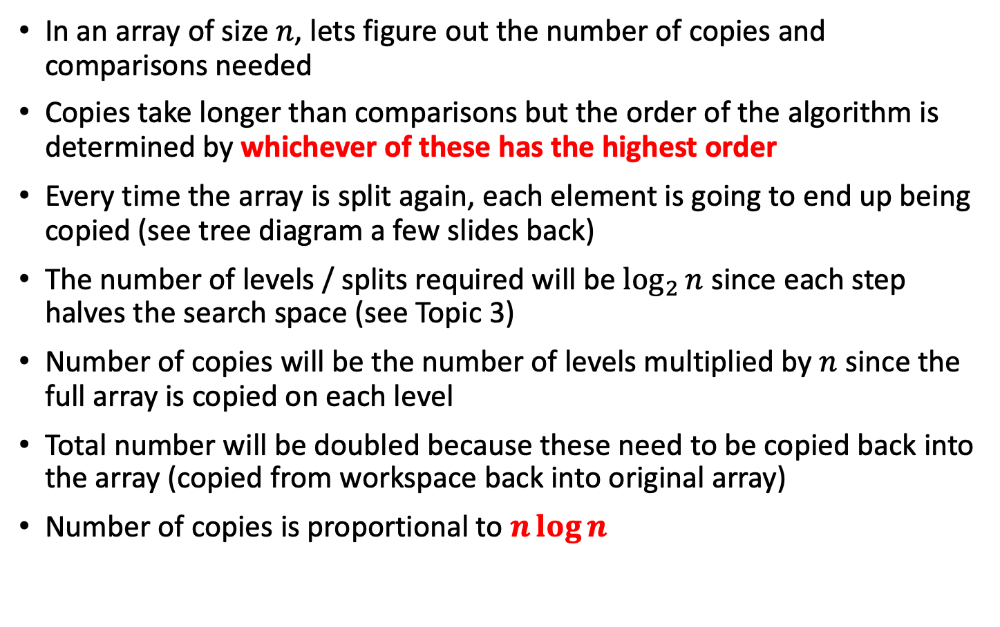 • In an array of size n, lets figure out the number of copies and
comparisons needed
• Copies take longer than comparisons but the order of the algorithm is
determined by whichever of these has the highest order
• Every time the array is split again, each element is going to end up being
copied (see tree diagram a few slides back)
• The number of levels / splits required will be log₂ n since each step
halves the search space (see Topic 3)
• Number of copies will be the number of levels multiplied by n since the
full array is copied on each level
• Total number will be doubled because these need to be copied back into
the array (copied from workspace back into original array)
• Number of copies is proportional to n log n